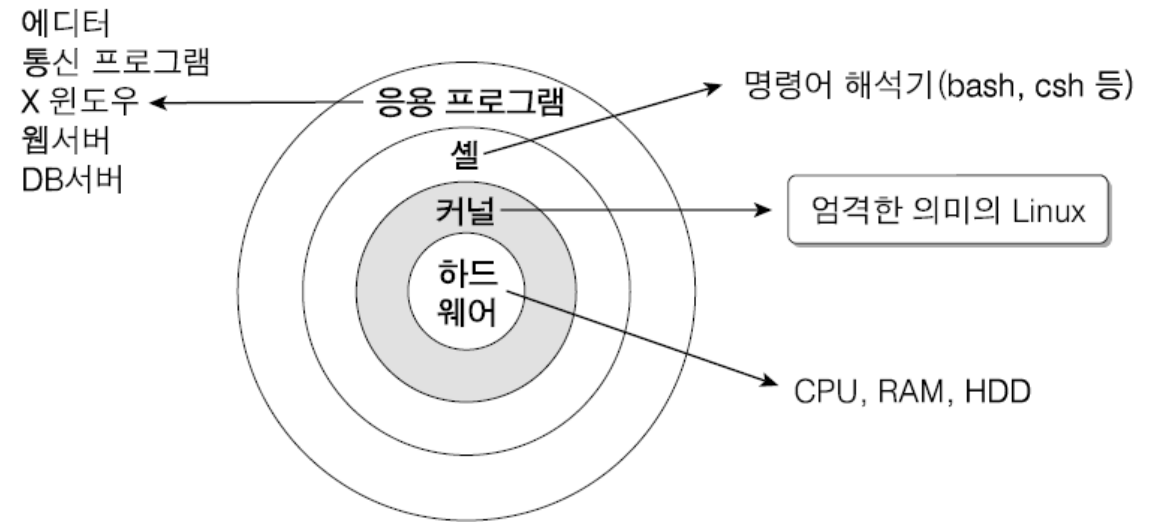 에디터
통신 프로그램
X 윈도우
웹서버
DB서버
응용 프로그램
셸
커널
하드
웨어
명령어 해석기(bash, csh 등)
엄격한 의미의 Linux
CPU, RAM, HDD